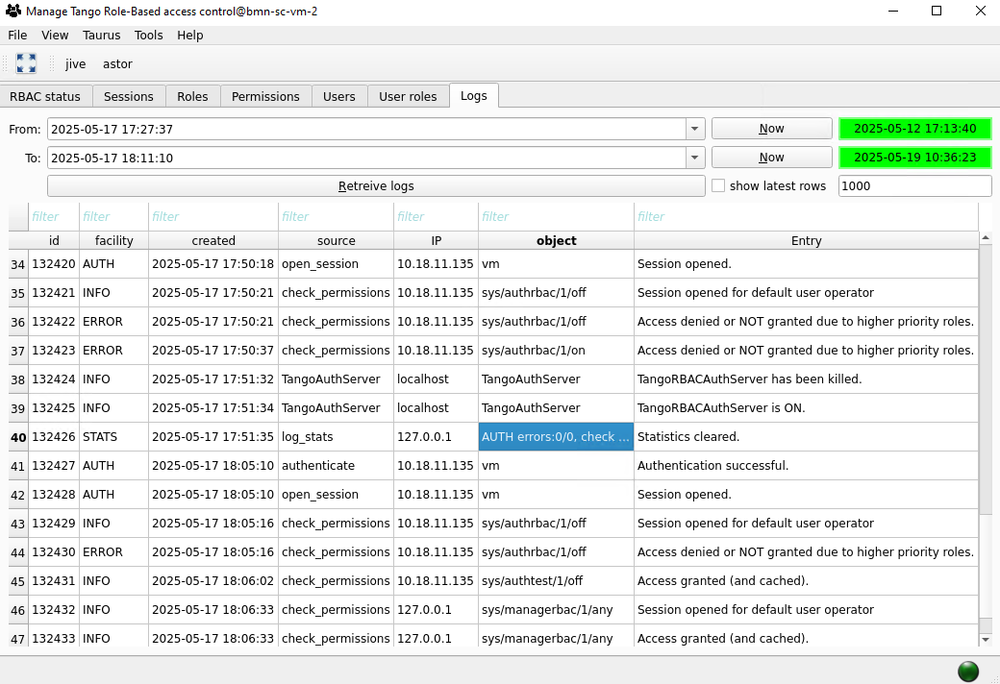 Manage Tango Role-Based access control@bmn-sc-vm-2
File View Taurus Tools Help
jive astor
RBAC status Sessions Roles Permissions Users User roles Logs
From: 2025-05-17 17:27:37 Now 2025-05-12 17:13:40
To: 2025-05-17 18:11:10 Now 2025-05-19 10:36:23
Retreive logs show latest rows 1000
filter filter filter filter filter filter filter
id facility created source IP object Entry
34 132420 AUTH 2025-05-17 17:50:18 open_session 10.18.11.135 vm Session opened.
35 132421 INFO 2025-05-17 17:50:21 check_permissions 10.18.11.135 sys/authrbac/1/off Session opened for default user operator
36 132422 ERROR 2025-05-17 17:50:21 check_permissions 10.18.11.135 sys/authrbac/1/off Access denied or NOT granted due to higher priority roles.
37 132423 ERROR 2025-05-17 17:50:37 check_permissions 10.18.11.135 sys/authrbac/1/on Access denied or NOT granted due to higher priority roles.
38 132424 INFO 2025-05-17 17:51:32 TangoAuthServer localhost TangoAuthServer TangoRBACAuthServer has been killed.
39 132425 INFO 2025-05-17 17:51:34 TangoAuthServer localhost TangoAuthServer TangoRBACAuthServer is ON.
40 132426 STATS 2025-05-17 17:51:35 log_stats 127.0.0.1 AUTH errors:0/0, check ... Statistics cleared.
41 132427 AUTH 2025-05-17 18:05:10 authenticate 10.18.11.135 vm Authentication successful.
42 132428 AUTH 2025-05-17 18:05:10 open_session 10.18.11.135 vm Session opened.
43 132429 INFO 2025-05-17 18:05:16 check_permissions 10.18.11.135 sys/authrbac/1/off Session opened for default user operator
44 132430 ERROR 2025-05-17 18:05:16 check_permissions 10.18.11.135 sys/authrbac/1/off Access denied or NOT granted due to higher priority roles.
45 132431 INFO 2025-05-17 18:06:02 check_permissions 10.18.11.135 sys/authtest/1/off Access granted (and cached).
46 132432 INFO 2025-05-17 18:06:33 check_permissions 127.0.0.1 sys/managerbac/1/any Session opened for default user operator
47 132433 INFO 2025-05-17 18:06:33 check_permissions 127.0.0.1 sys/managerbac/1/any Access granted (and cached).